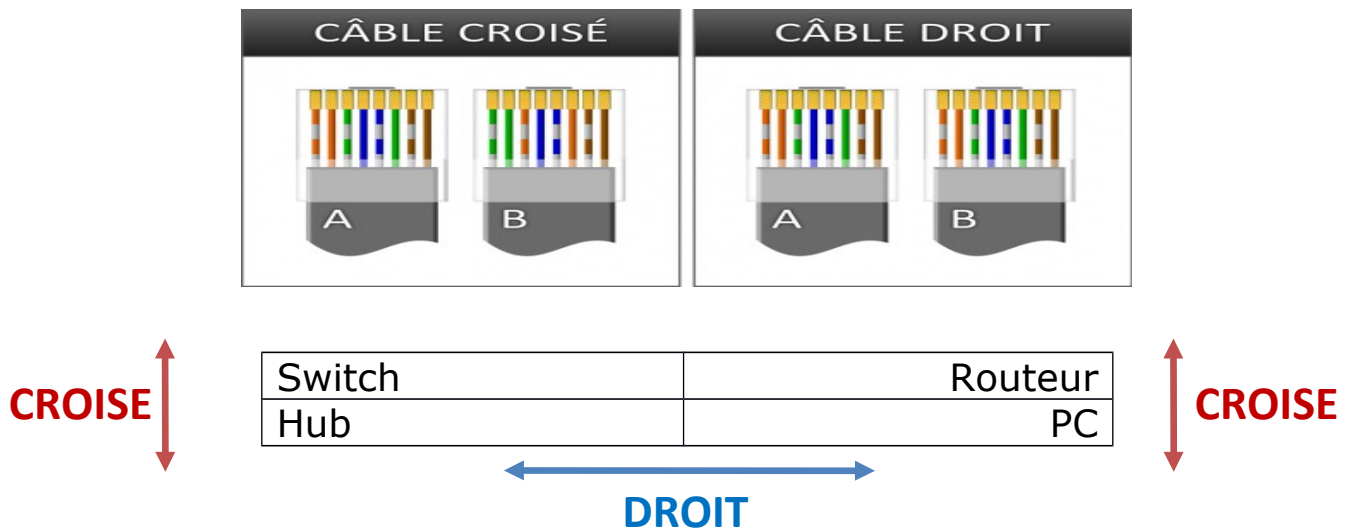 CÂBLE CROISÉ
CÂBLE DROIT
A
B
A
B
CROISE
Switch
Routeur
CROISE
Hub
PC
DROIT